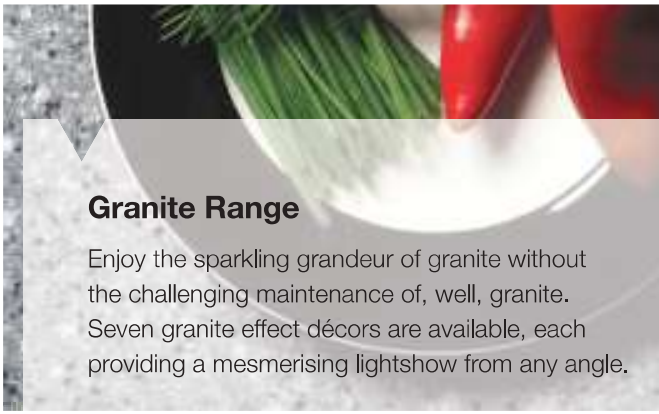 Granite Range
Enjoy the sparkling grandeur of granite without
the challenging maintenance of, well, granite.
Seven granite effect décors are available, each
providing a mesmerising lightshow from any angle.